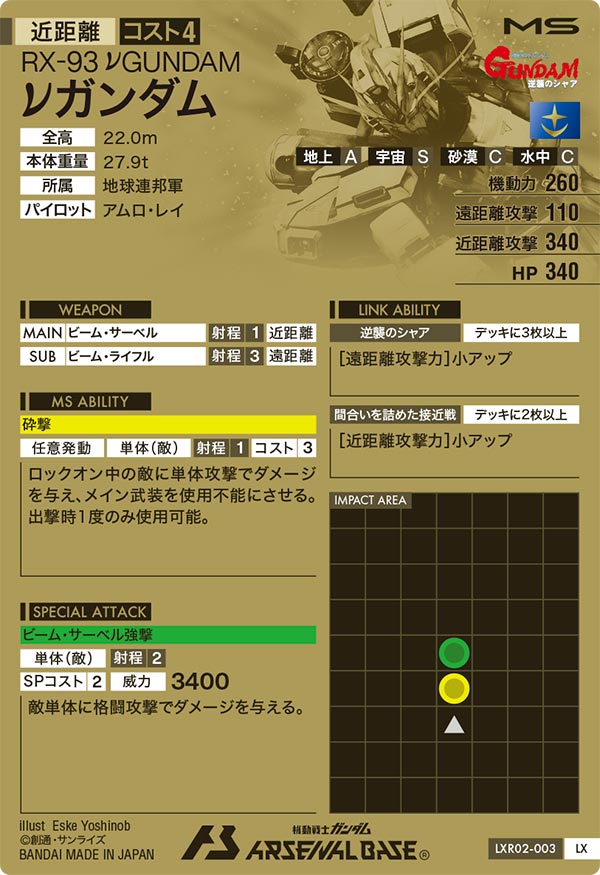 近距離 コスト4
MS
RX-93 νGUNDAM
νガンダム
GUNDAM
逆襲のシャア
全高 22.0m
本体重量 27.9t
所属 地球連邦軍
パイロット アムロ・レイ
地上 A 宇宙 S 砂漠 C 水中 C
機動力 260
遠距離攻撃 110
近距離攻撃 340
HP 340
WEAPON
MAIN ビーム・サーベル 射程 1 近距離
SUB ビーム・ライフル 射程 3 遠距離
MS ABILITY
砕撃
任意発動 単体(敵) 射程 1 コスト 3
ロックオン中の敵に単体攻撃でダメージ
を与え、メイン武装を使用不能にさせる。
出撃時1度のみ使用可能。
SPECIAL ATTACK
ビーム・サーベル強撃
単体(敵) 射程 2
SPコスト 2 威力 3400
敵単体に格闘攻撃でダメージを与える。
LINK ABILITY
逆襲のシャア デッキに3枚以上
[遠距離攻撃力]小アップ
間合いを詰めた接近戦 デッキに2枚以上
[近距離攻撃力]小アップ
IMPACT AREA
illust Eske Yoshinob
©創通・サンライズ
BANDAI MADE IN JAPAN
機動戦士ガンダム
ARSENAL BASE®
LXR02-003 LX